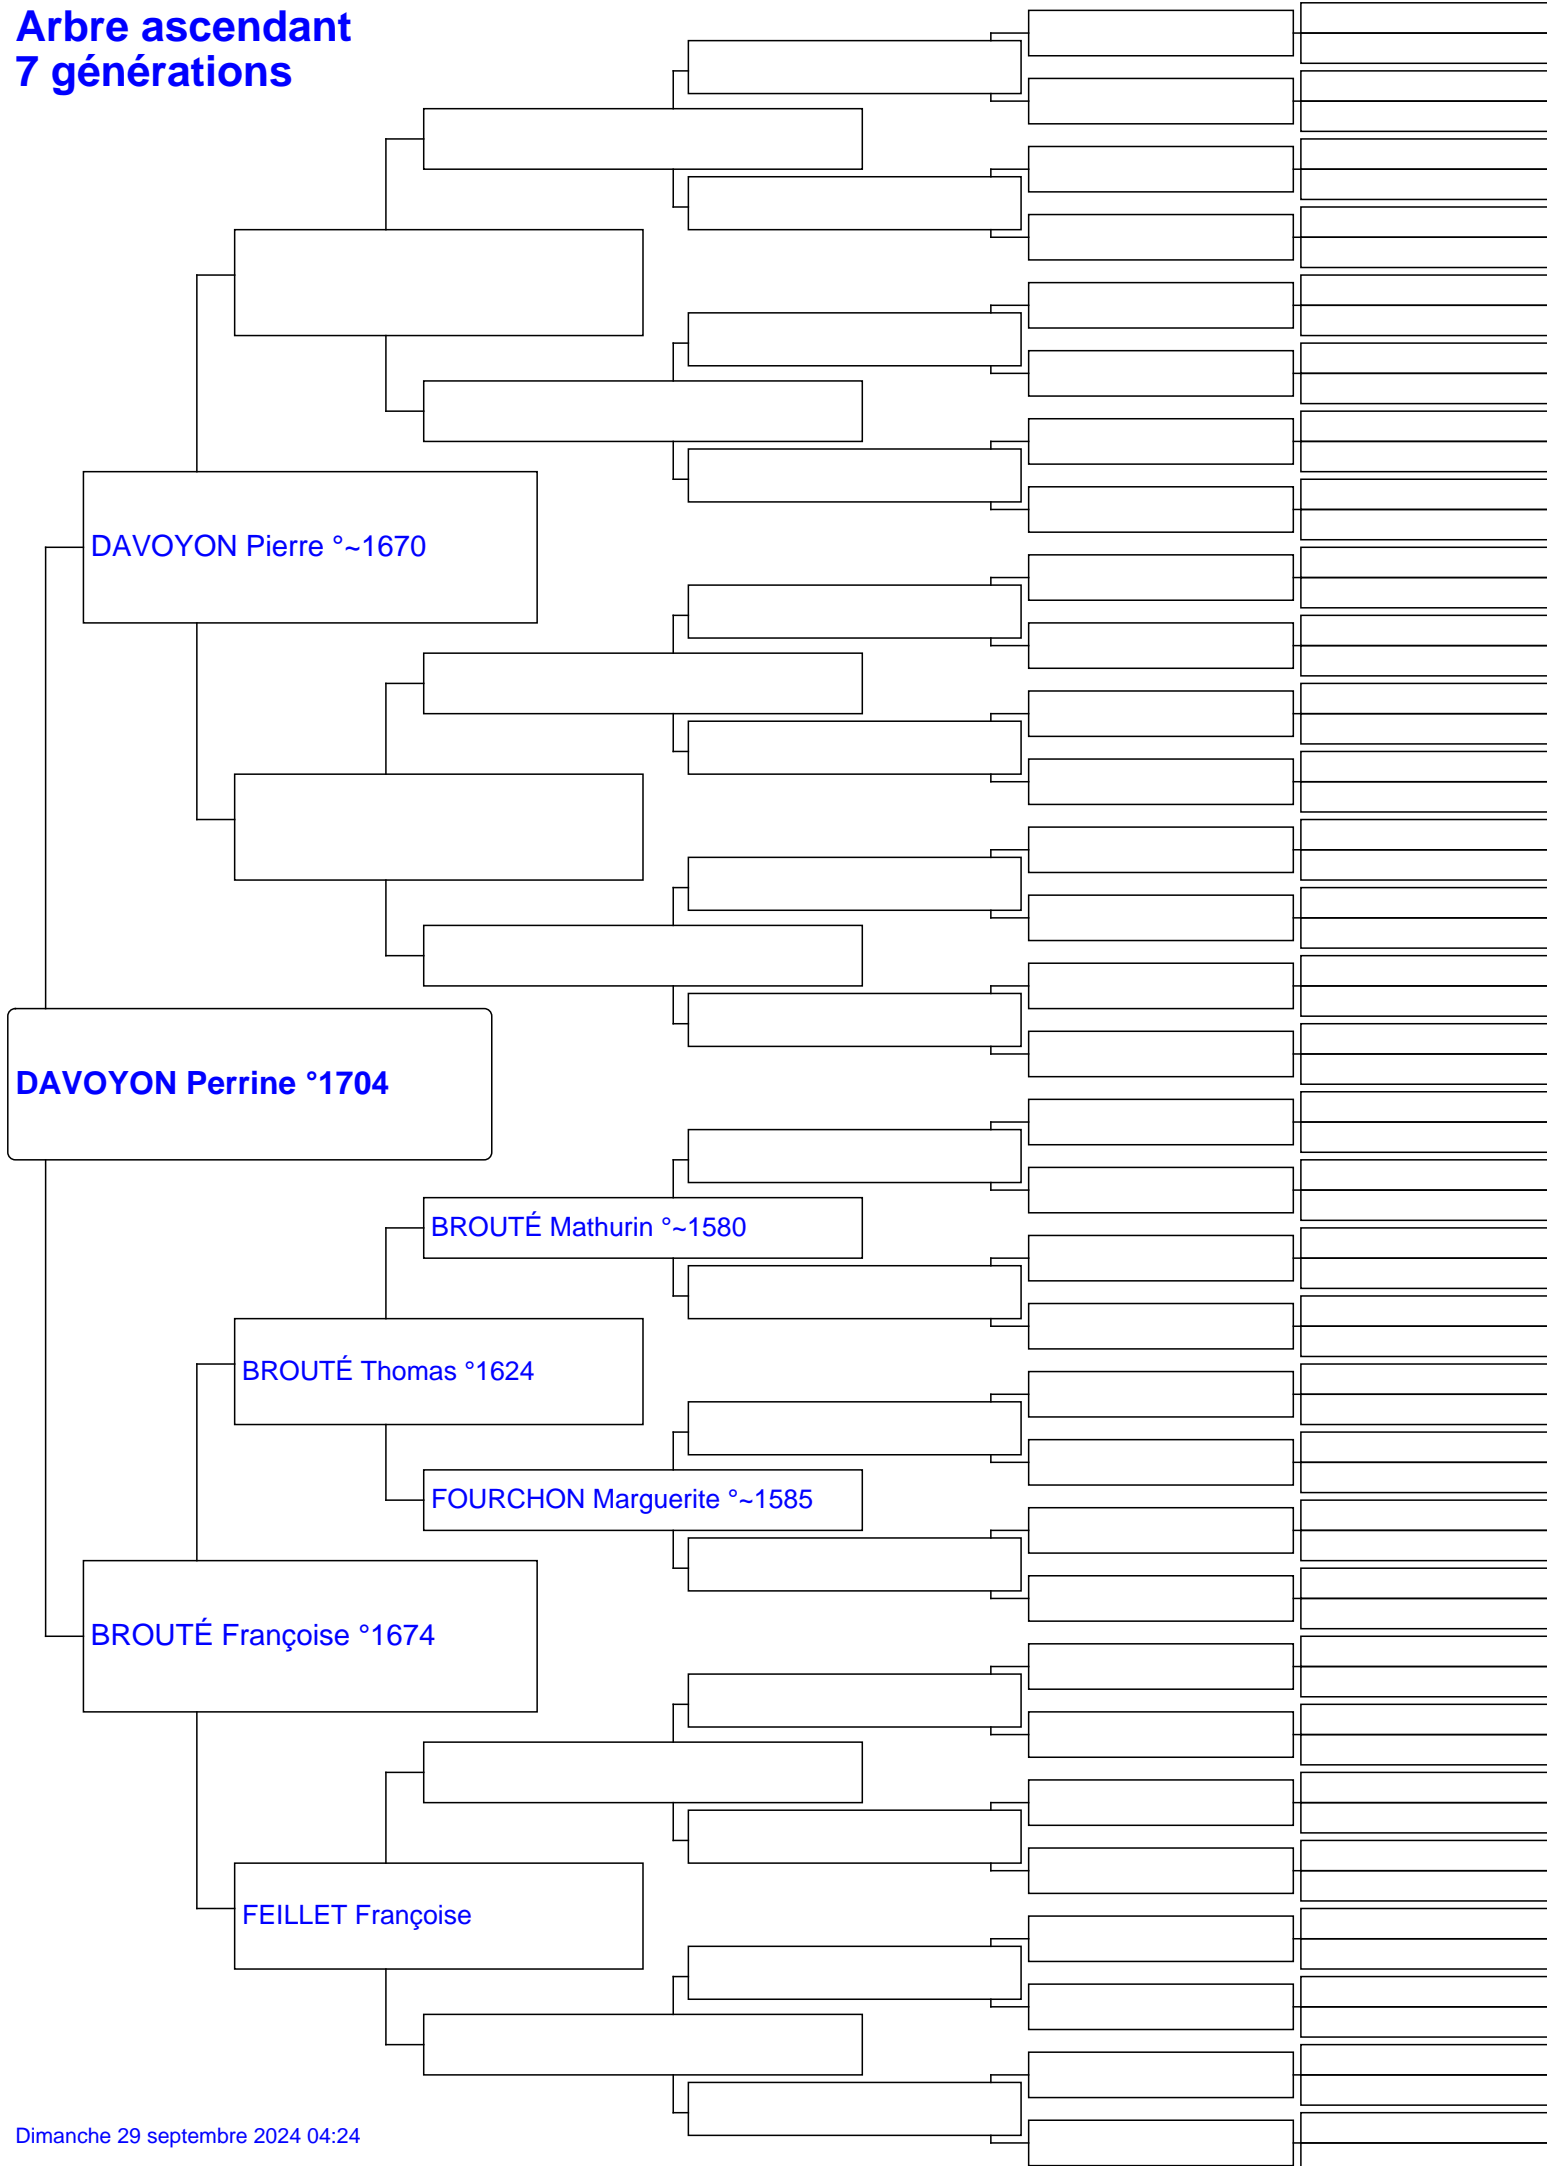 Arbre ascendant
7 générations
DAVOYON Pierre °~1670
DAVOYON Perrine °1704
BROUTÉ Mathurin °~1580
BROUTÉ Thomas °1624
FOURCHON Marguerite °~1585
BROUTÉ Françoise °1674
FEILLET Françoise
Dimanche 29 septembre 2024 04:24